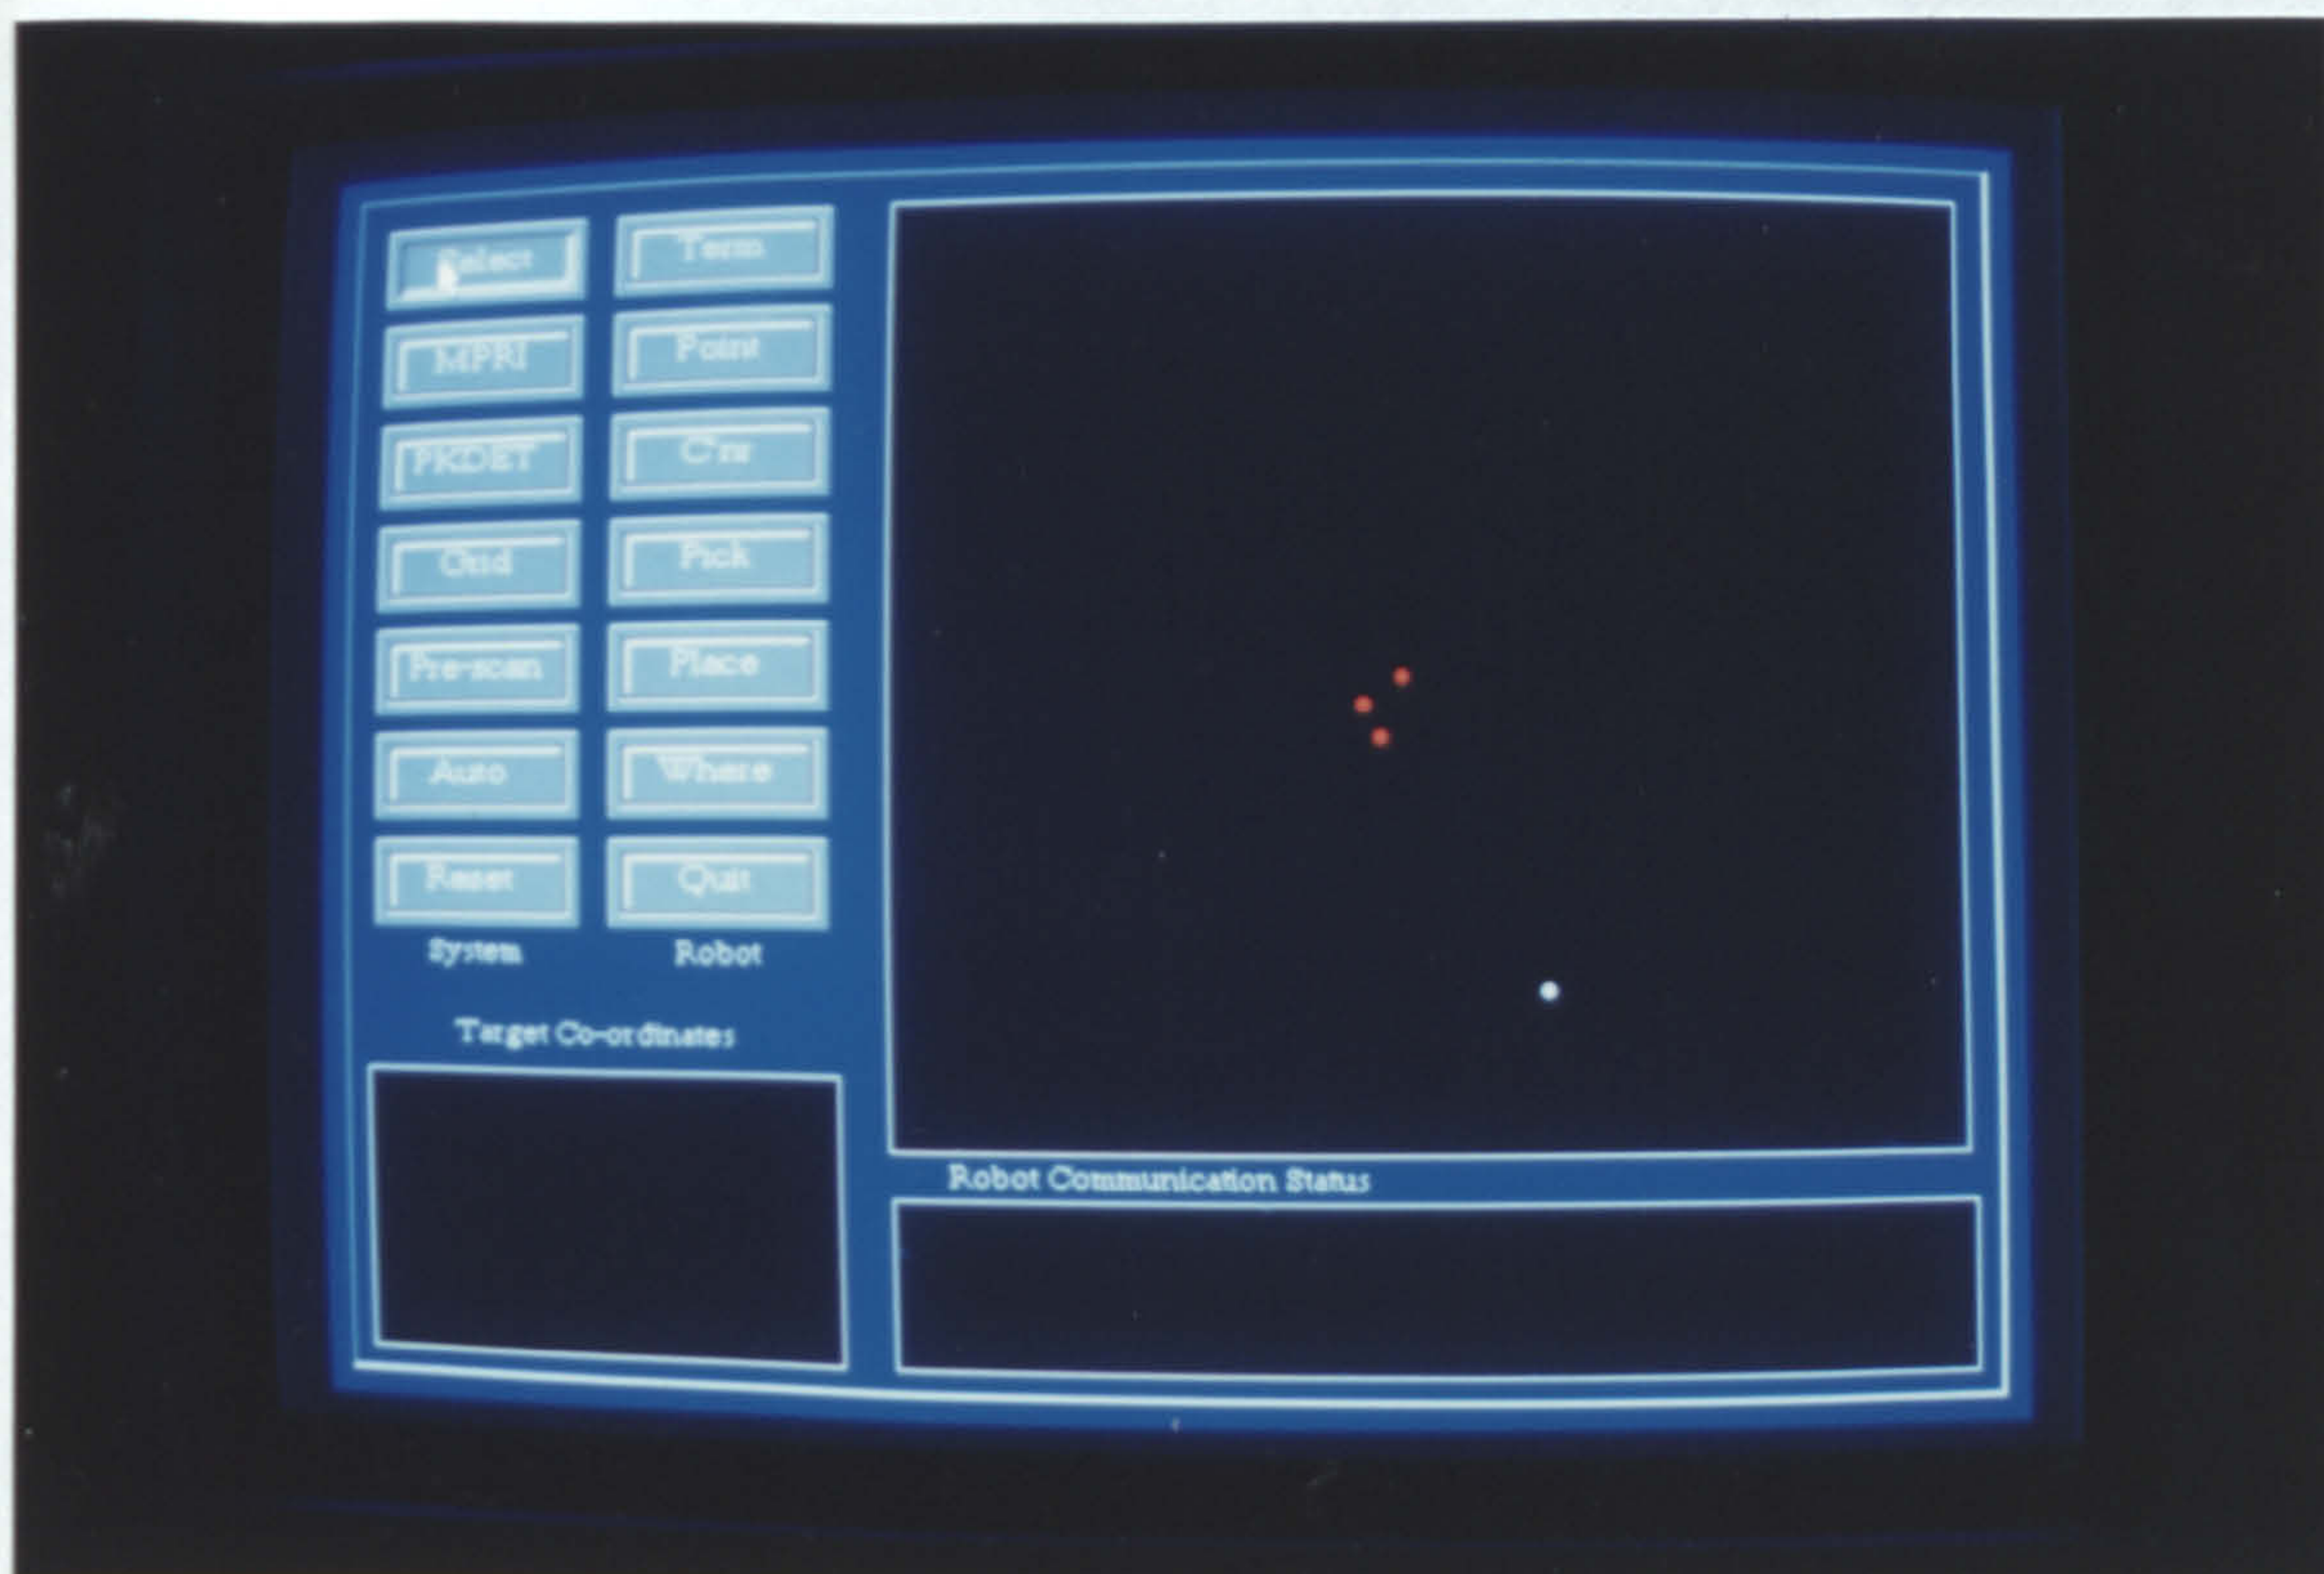 Select
Term
MPRI
Point
PKDET
C'nr
Grid
Pick
Pre-scan
Place
Auto
Where
Reset
Quit
System
Robot
Target Co-ordinates
Robot Communication Status